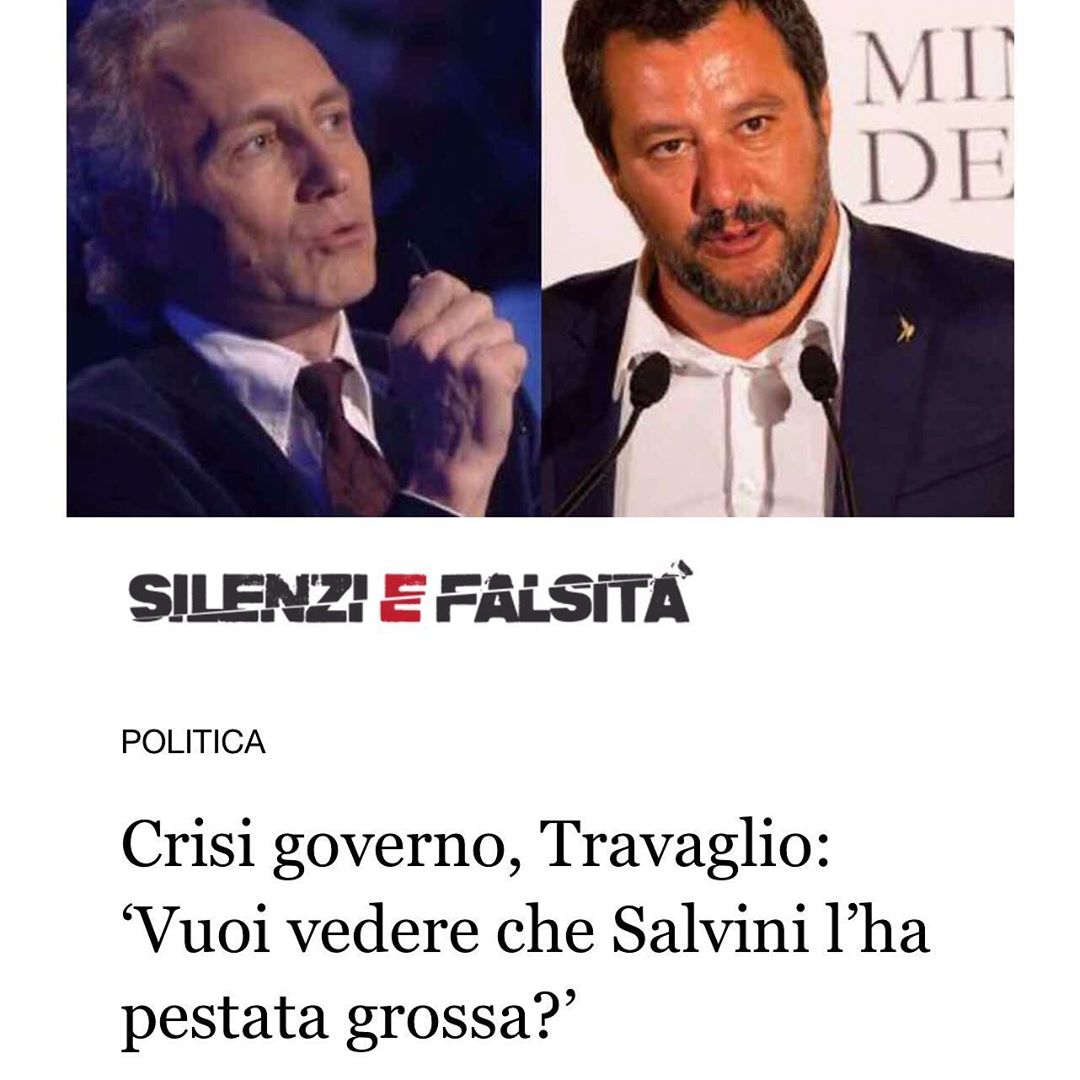 MIN
DE
SILENZI E FALSITÀ
POLITICA
Crisi governo, Travaglio:
‘Vuoi vedere che Salvini l’ha
pestata grossa?’